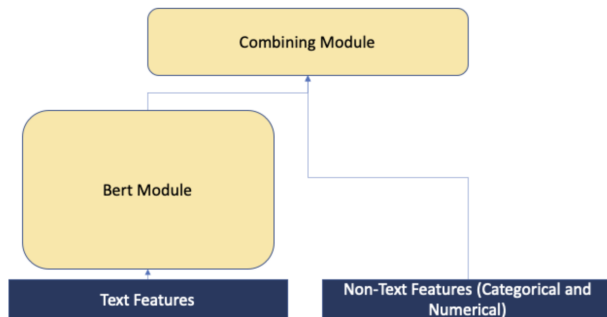 Combining Module
Bert Module
Text Features
Non-Text Features (Categorical and
Numerical)